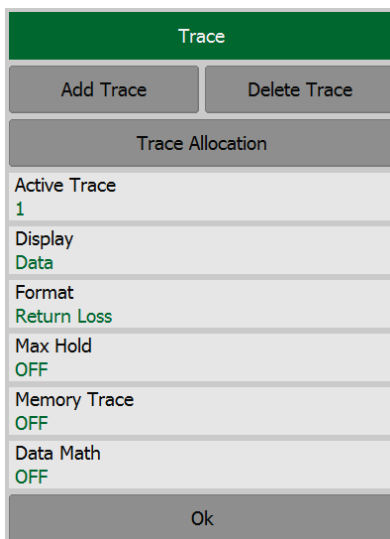 Trace
Add Trace
Delete Trace
Trace Allocation
Active Trace
1
Display
Data
Format
Return Loss
Max Hold
OFF
Memory Trace
OFF
Data Math
OFF
Ok